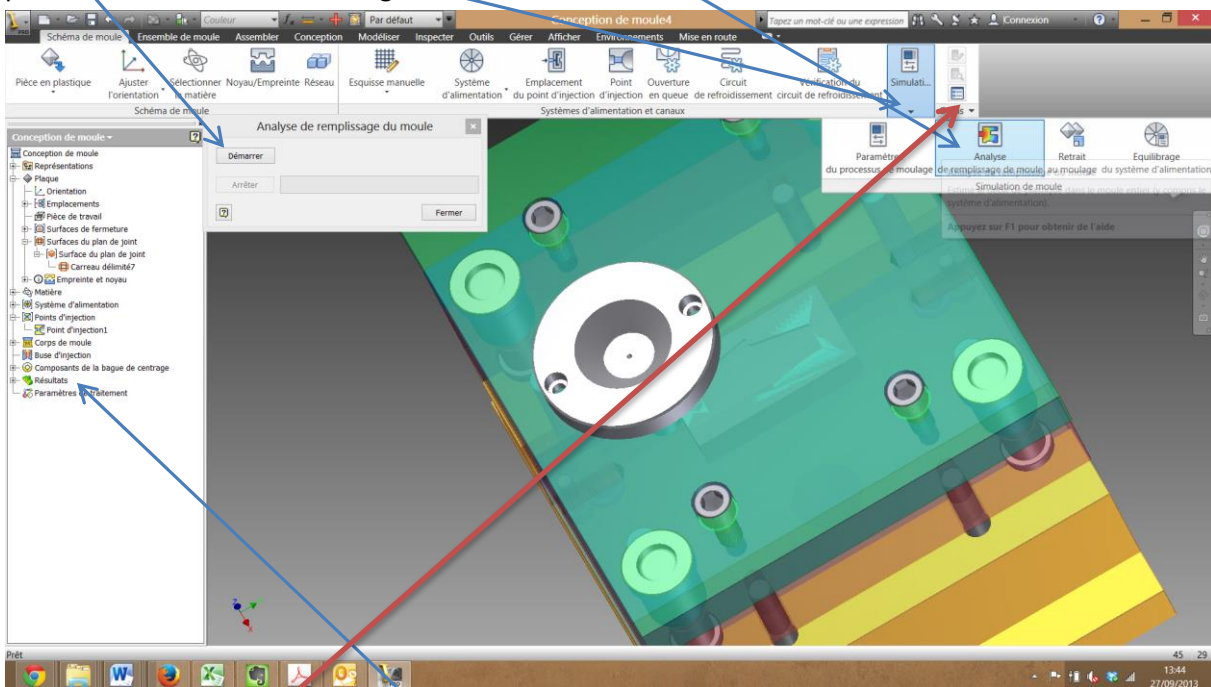 Couleur Par défaut Conception de moule4 Tapez un mot-clé ou une expression Connexion
Schéma de moule Ensemble de moule Assembler Conception Modéliser Inspecter Outils Gérer Afficher Environnements Mise en route
Pièce en plastique Ajuster Sélectionner Noyau/Empreinte Réseau Esquisse manuelle Système Emplacement Point Ouverture Circuit Vérification du Simulati...
l'orientation la matière d'alimentation du point d'injection d'injection en queue de refroidissement circuit de refroidissement
Schéma de moule Systèmes d'alimentation et canaux
Analyse de remplissage du moule
Démarrer
Arrêter
Fermer
Paramètres Analyse Retrait Equilibrage
du processus de moulage de remplissage de moule au moulage du système d'alimentation
Simulation de moule
système d'alimentation).
Appuyez sur F1 pour obtenir de l'aide
Conception de moule
Conception de moule
Représentations
Plaque
Orientation
Emplacements
Pièce de travail
Surfaces de fermeture
Surfaces du plan de joint
Surface du plan de joint
Carreau délimité7
Empreinte et noyau
Matière
Système d'alimentation
Points d'injection
Point d'injection1
Corps de moule
Buse d'injection
Composants de la bague de centrage
Résultats
Paramètres de traitement
Prêt
45 29
13:44
27/09/2013